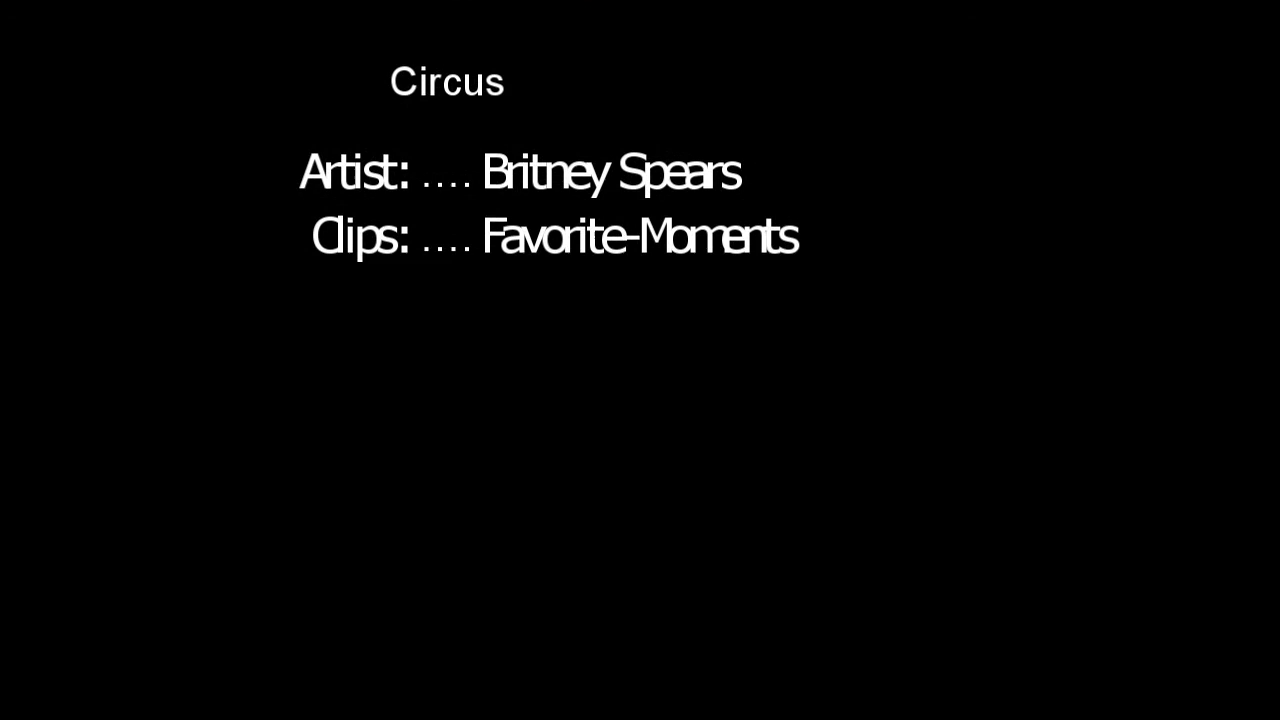 Circus
Artist: .... Britney Spears
Clips: .... Favorite-Moments